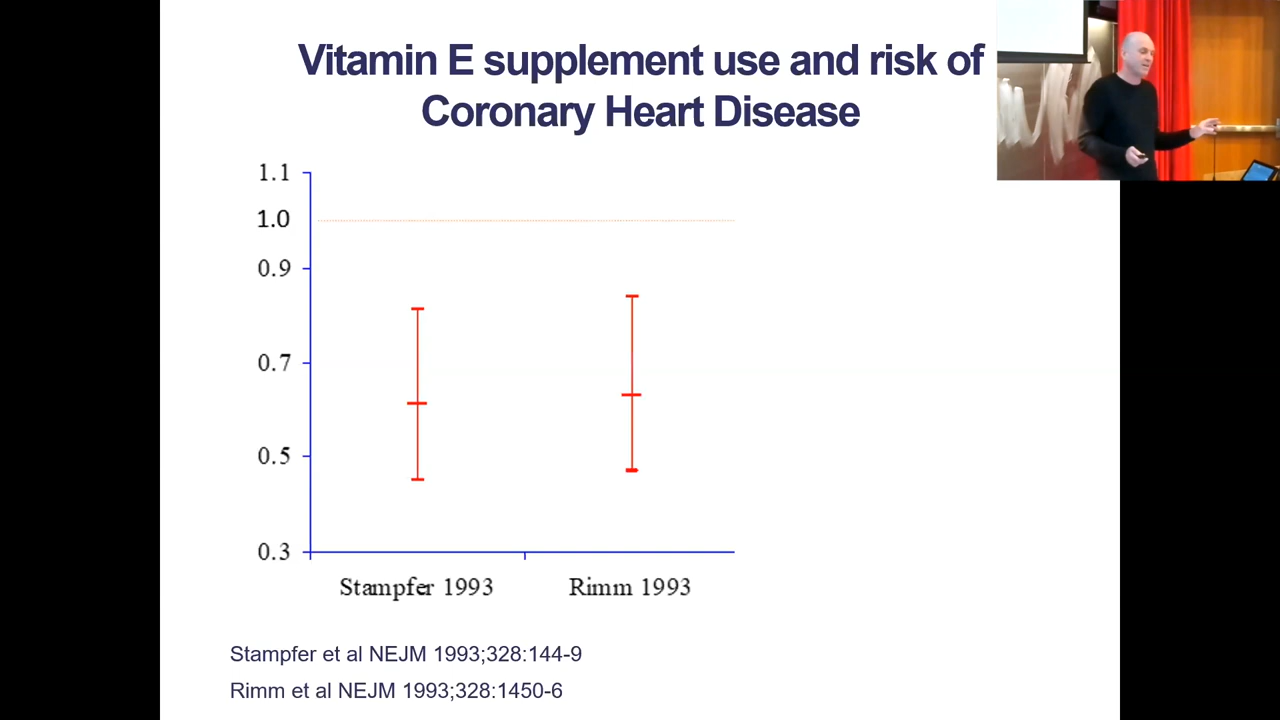 Vitamin E supplement use and risk of
Coronary Heart Disease
1.1
1.0
0.9
0.7
0.5
0.3
Stampfer 1993
Rimm 1993
Stampfer et al NEJM 1993;328:144-9
Rimm et al NEJM 1993;328:1450-6